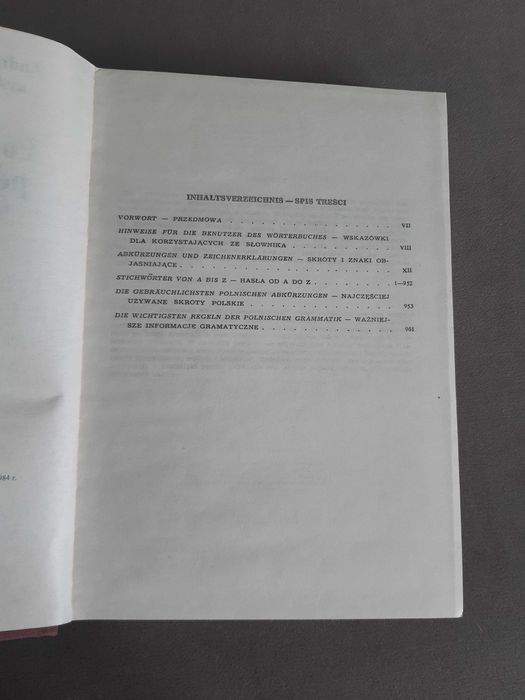 INHALTSVERZEICHNIS — SPIS TREŚCI
VORWORT — PRZEDMOWA . . . . . . . . . . . . . . . . VII
HINWEISE FÜR DIE BENUTZER DES WÖRTERBUCHES — WSKAZÓWKI
DLA KORZYSTAJĄCYCH ZE SŁOWNIKA . . . . . . . . . . VIII
ABKÜRZUNGEN UND ZEICHENERKLÄRUNGEN — SKRÓTY I ZNAKI OB-
JAŚNIAJĄCE . . . . . . . . . . . . . . . . . . . . XII
STICHWÖRTER VON A BIS Z — HASŁA OD A DO Z . . . . . . . 1—952
DIE GEBRÄUCHLICHSTEN POLNISCHEN ABKÜRZUNGEN — NAJCZĘŚCIEJ
UŻYWANE SKRÓTY POLSKIE . . . . . . . . . . . . . 953
DIE WICHTIGSTEN REGELN DER POLNISCHEN GRAMMATIK — WAŻNIEJ-
SZE INFORMACJE GRAMATYCZNE . . . . . . . . . . . . 961
984 r.